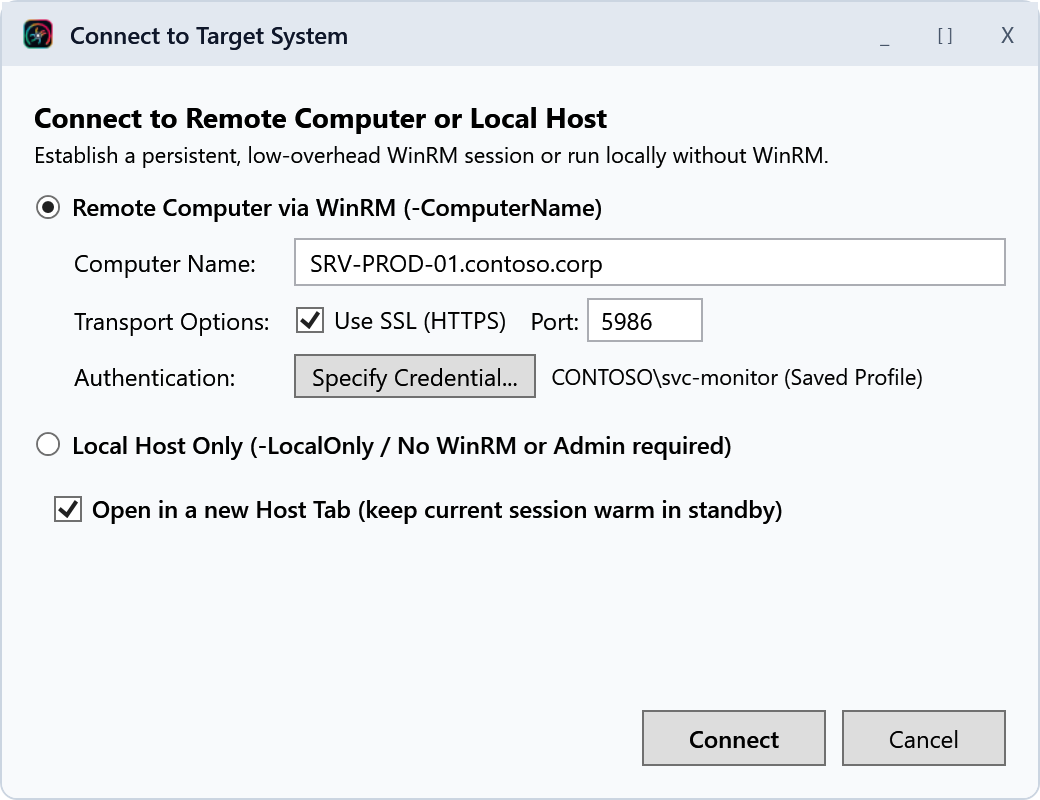 Connect to Target System _ [ ] X
Connect to Remote Computer or Local Host
Establish a persistent, low-overhead WinRM session or run locally without WinRM.
Remote Computer via WinRM (-ComputerName)
Computer Name: SRV-PROD-01.contoso.corp
Transport Options: Use SSL (HTTPS) Port: 5986
Authentication: Specify Credential... CONTOSO\svc-monitor (Saved Profile)
Local Host Only (-LocalOnly / No WinRM or Admin required)
Open in a new Host Tab (keep current session warm in standby)
Connect Cancel